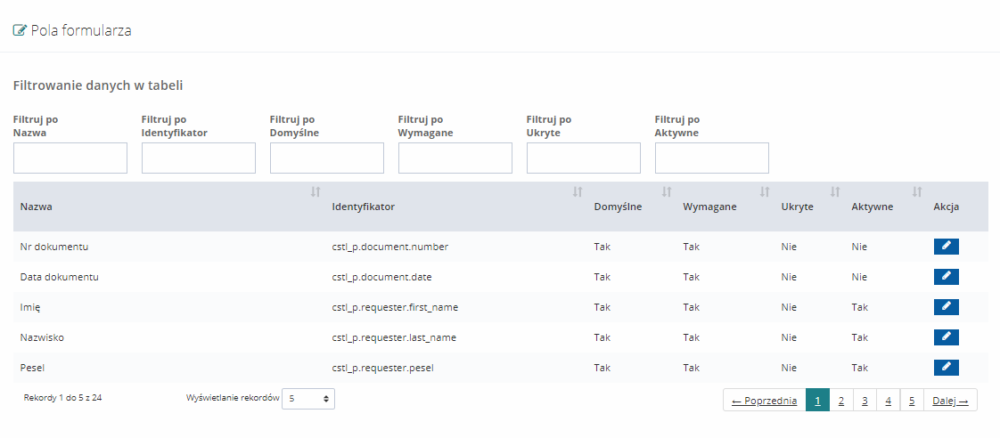 Pola formularza
Filtrowanie danych w tabeli
Filtruj po Nazwa
Filtruj po Identyfikator
Filtruj po Domyślne
Filtruj po Wymagane
Filtruj po Ukryte
Filtruj po Aktywne
Nazwa Identyfikator Domyślne Wymagane Ukryte Aktywne Akcja
Nr dokumentu cstl_p.document.number Tak Tak Nie Nie
Data dokumentu cstl_p.document.date Tak Tak Nie Nie
Imię cstl_p.requester.first_name Tak Tak Nie Tak
Nazwisko cstl_p.requester.last_name Tak Tak Nie Tak
Pesel cstl_p.requester.pesel Tak Tak Nie Tak
Rekordy 1 do 5 z 24 Wyświetlanie rekordów 5 ← Poprzednia 1 2 3 4 5 Dalej →